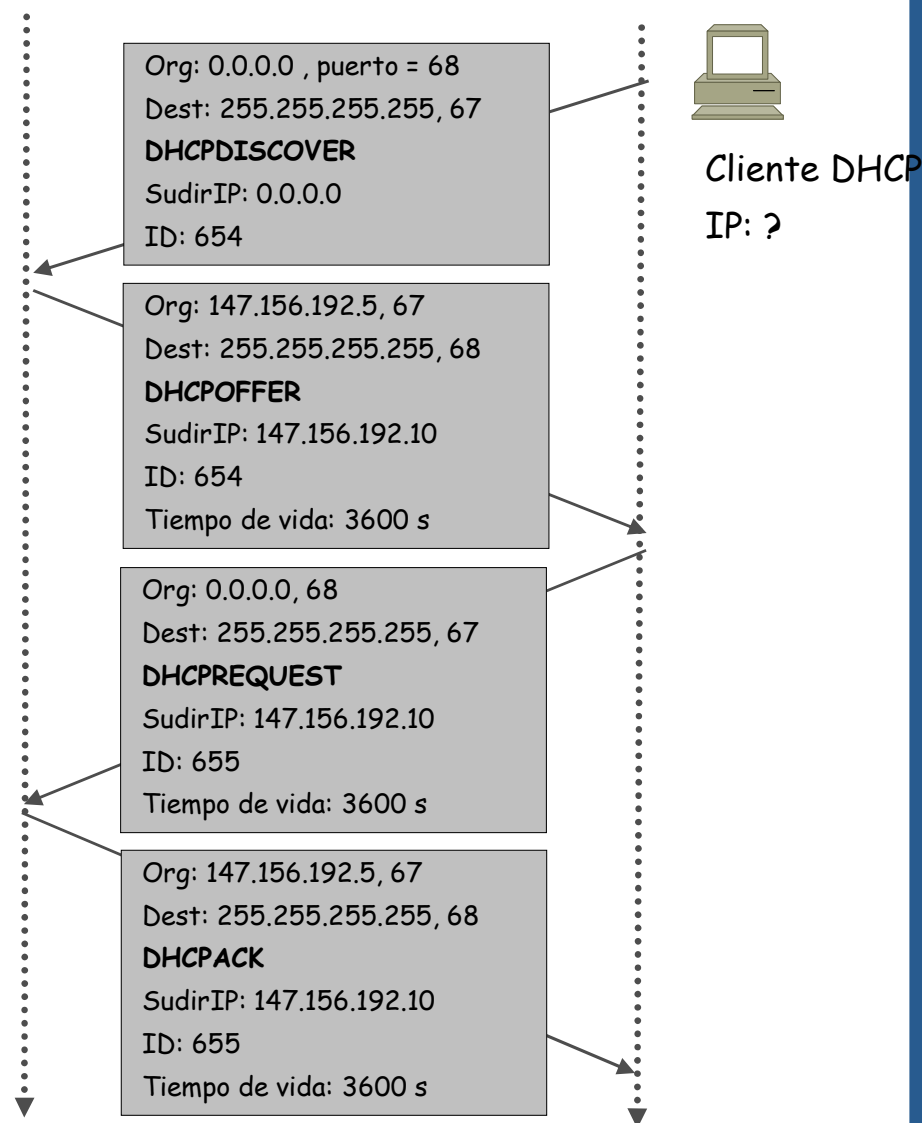 Org: 0.0.0.0 , puerto = 68
Dest: 255.255.255.255, 67
DHCPDISCOVER
SudirIP: 0.0.0.0
ID: 654
Cliente DHCP
IP: ?
Org: 147.156.192.5, 67
Dest: 255.255.255.255, 68
DHCPOFFER
SudirIP: 147.156.192.10
ID: 654
Tiempo de vida: 3600 s
Org: 0.0.0.0, 68
Dest: 255.255.255.255, 67
DHCPREQUEST
SudirIP: 147.156.192.10
ID: 655
Tiempo de vida: 3600 s
Org: 147.156.192.5, 67
Dest: 255.255.255.255, 68
DHCPACK
SudirIP: 147.156.192.10
ID: 655
Tiempo de vida: 3600 s